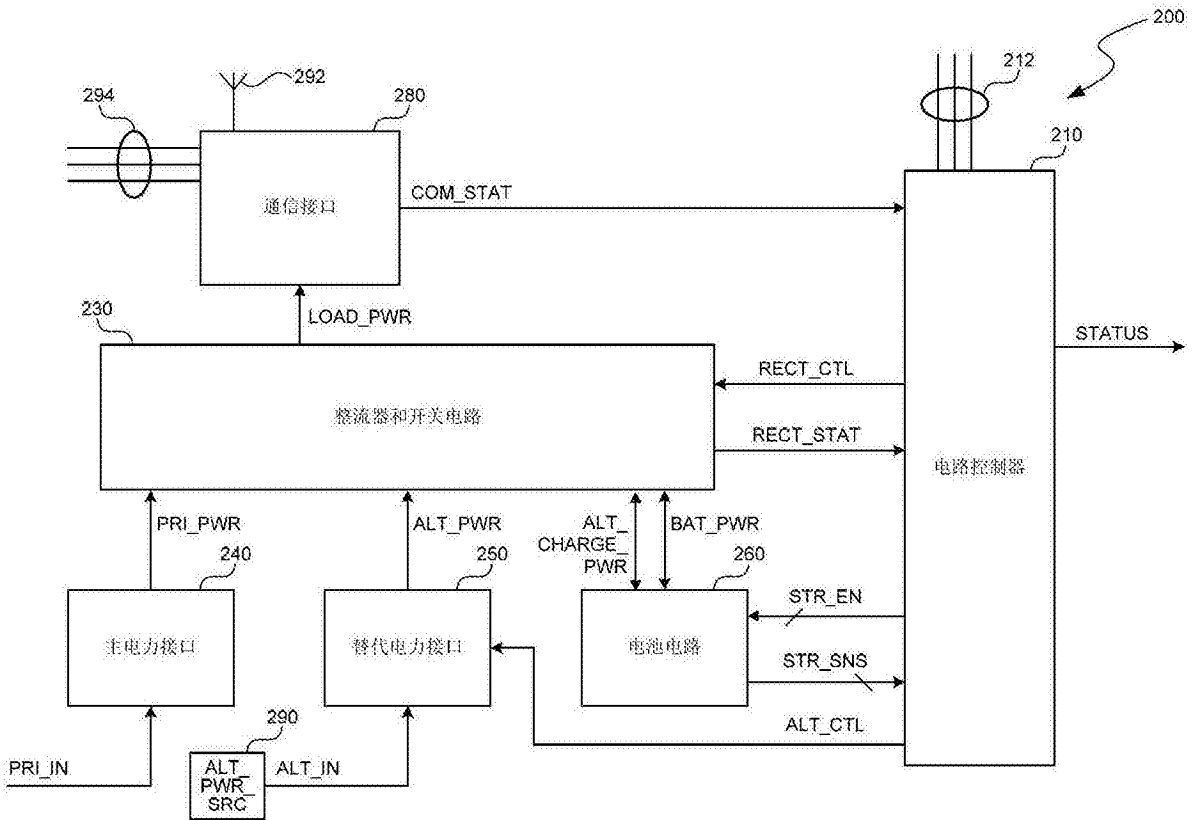 200
292
212
294
280
210
通信接口
COM_STAT
230
LOAD_PWR
STATUS
RECT_CTL
整流器和开关电路
RECT_STAT
电路控制器
PRI_PWR
ALT_PWR
ALT_
CHARGE_
PWR
BAT_PWR
240
250
260
主电力接口
替代电力接口
电池电路
STR_EN
STR_SNS
ALT_CTL
290
PRI_IN
ALT_
PWR_
SRC
ALT_IN